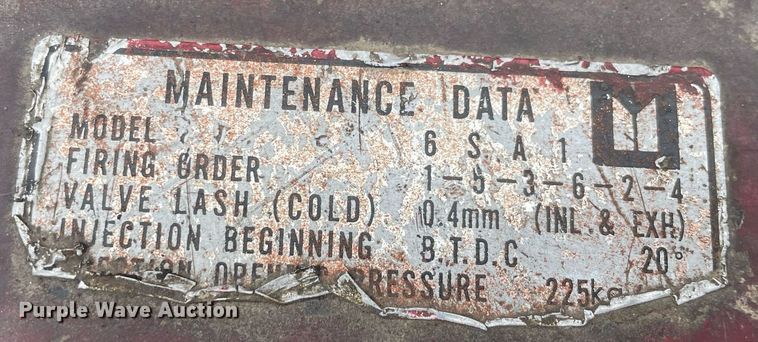 MAINTENANCE DATA
MODEL 6 S A 1
FIRING ORDER 1-5-3-6-2-4
VALVE LASH (COLD) 0.4mm (INL. & EXH)
INJECTION BEGINNING B.T.D.C 20°
PRESSURE 225kg
Purple Wave Auction